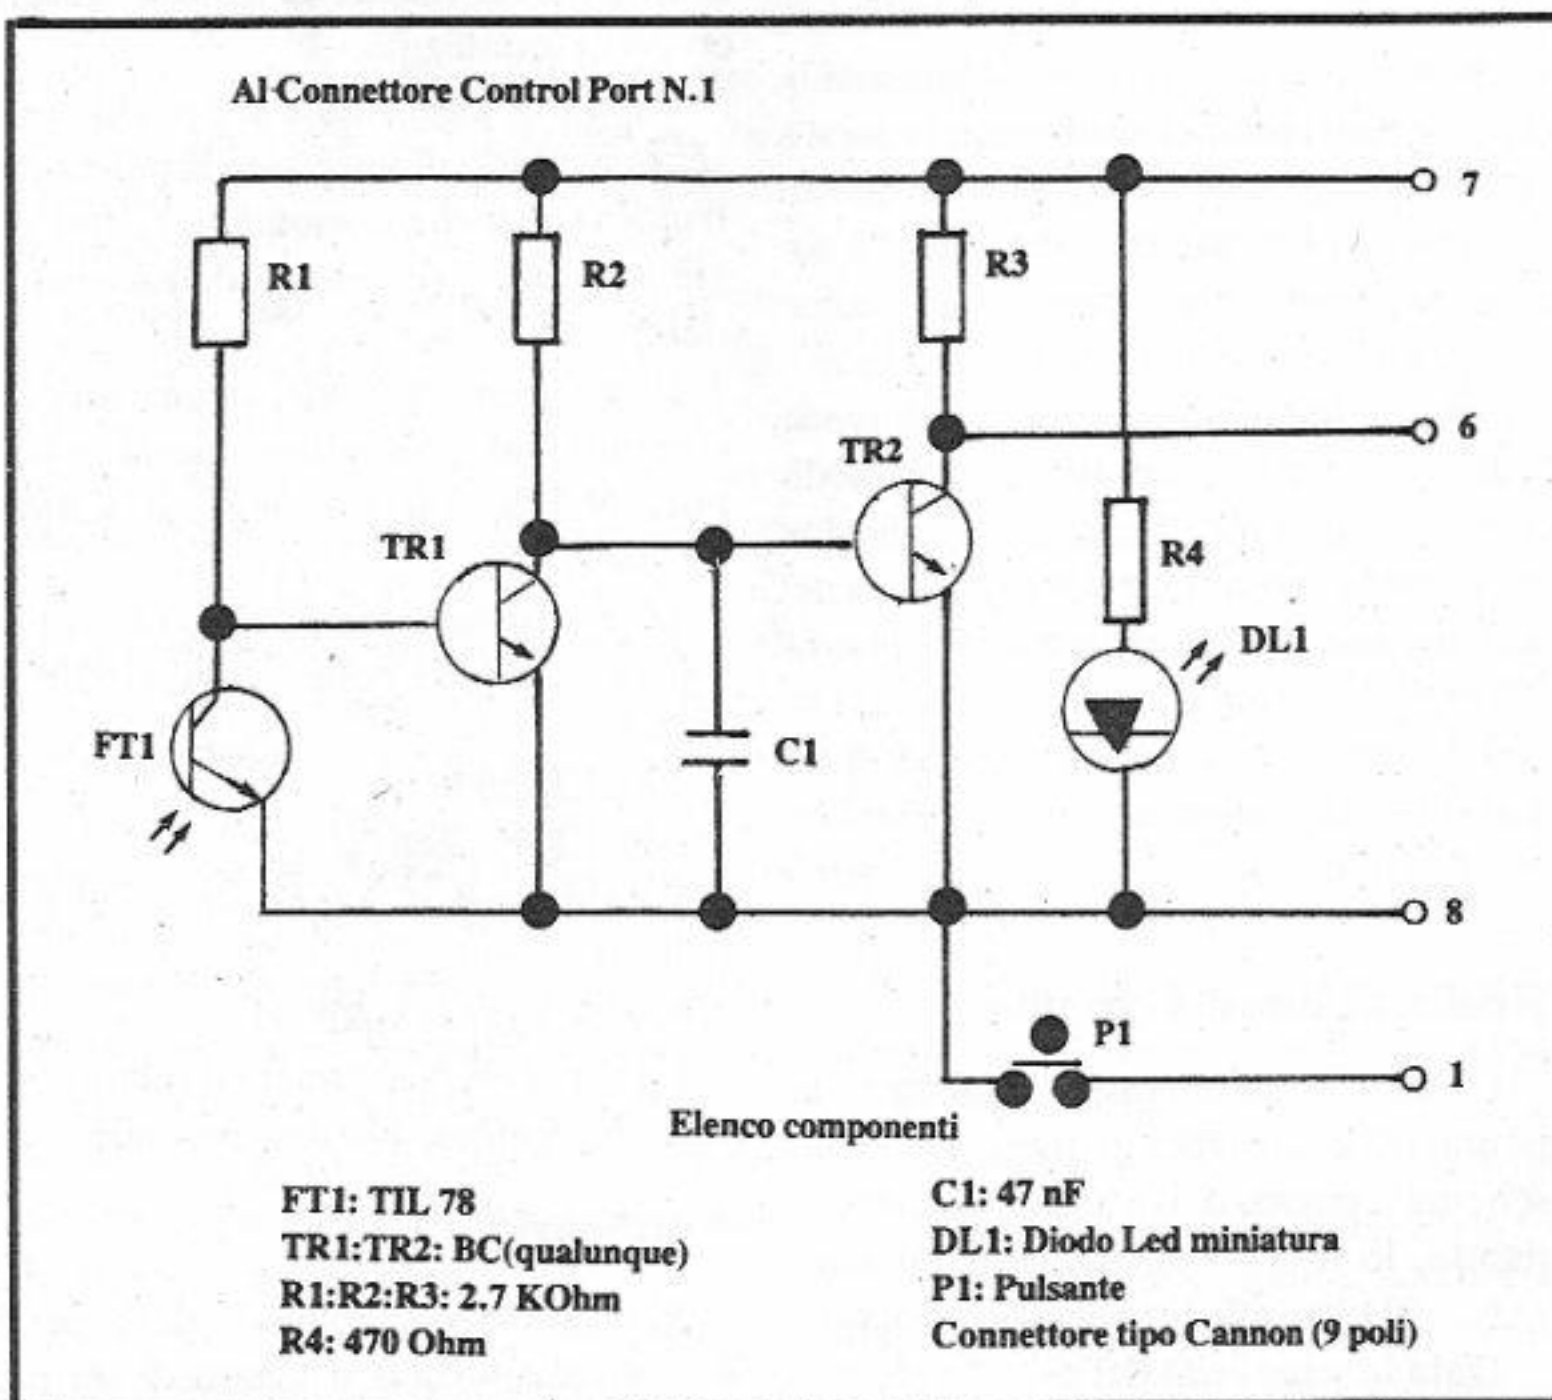 Al Connettore Control Port N.1
7
R1
R2
R3
6
TR2
TR1
R4
DL1
FT1
C1
8
P1
1
Elenco componenti
FT1: TIL 78
TR1:TR2: BC(qualunque)
R1:R2:R3: 2.7 KOhm
R4: 470 Ohm
C1: 47 nF
DL1: Diodo Led miniatura
P1: Pulsante
Connettore tipo Cannon (9 poli)